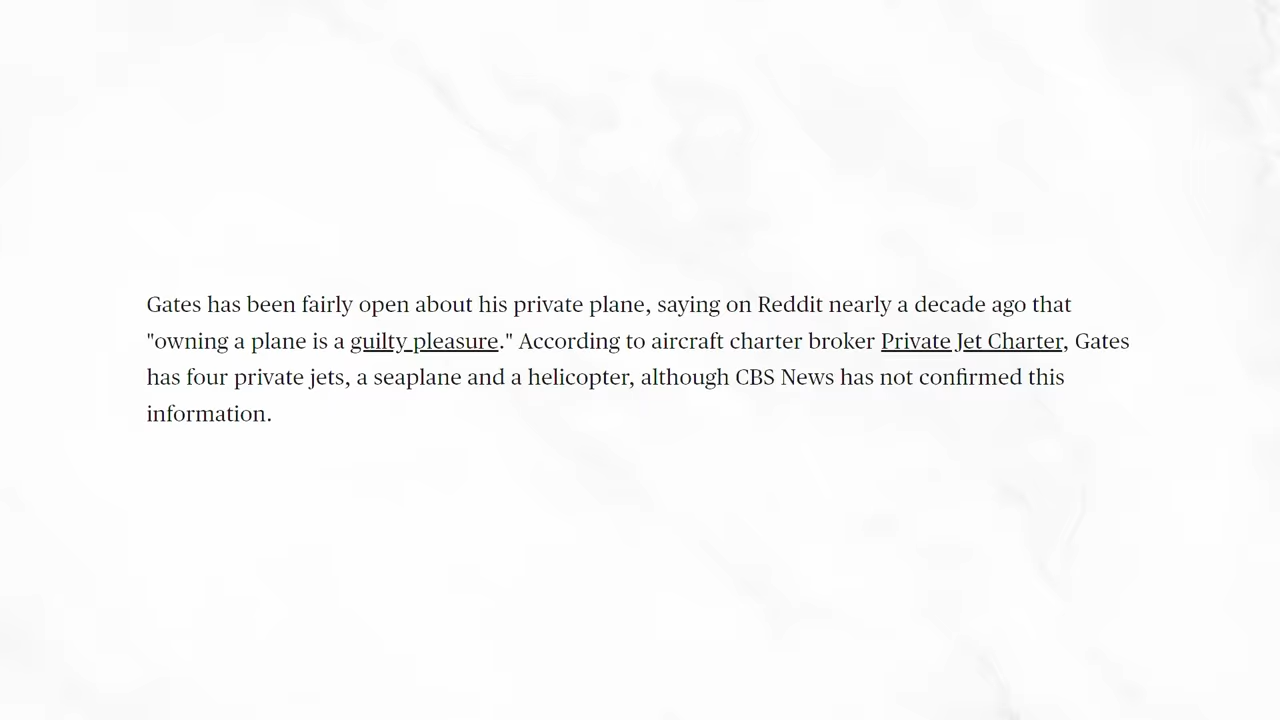 Gates has been fairly open about his private plane, saying on Reddit nearly a decade ago that
"owning a plane is a guilty pleasure." According to aircraft charter broker Private Jet Charter, Gates
has four private jets, a seaplane and a helicopter, although CBS News has not confirmed this
information.